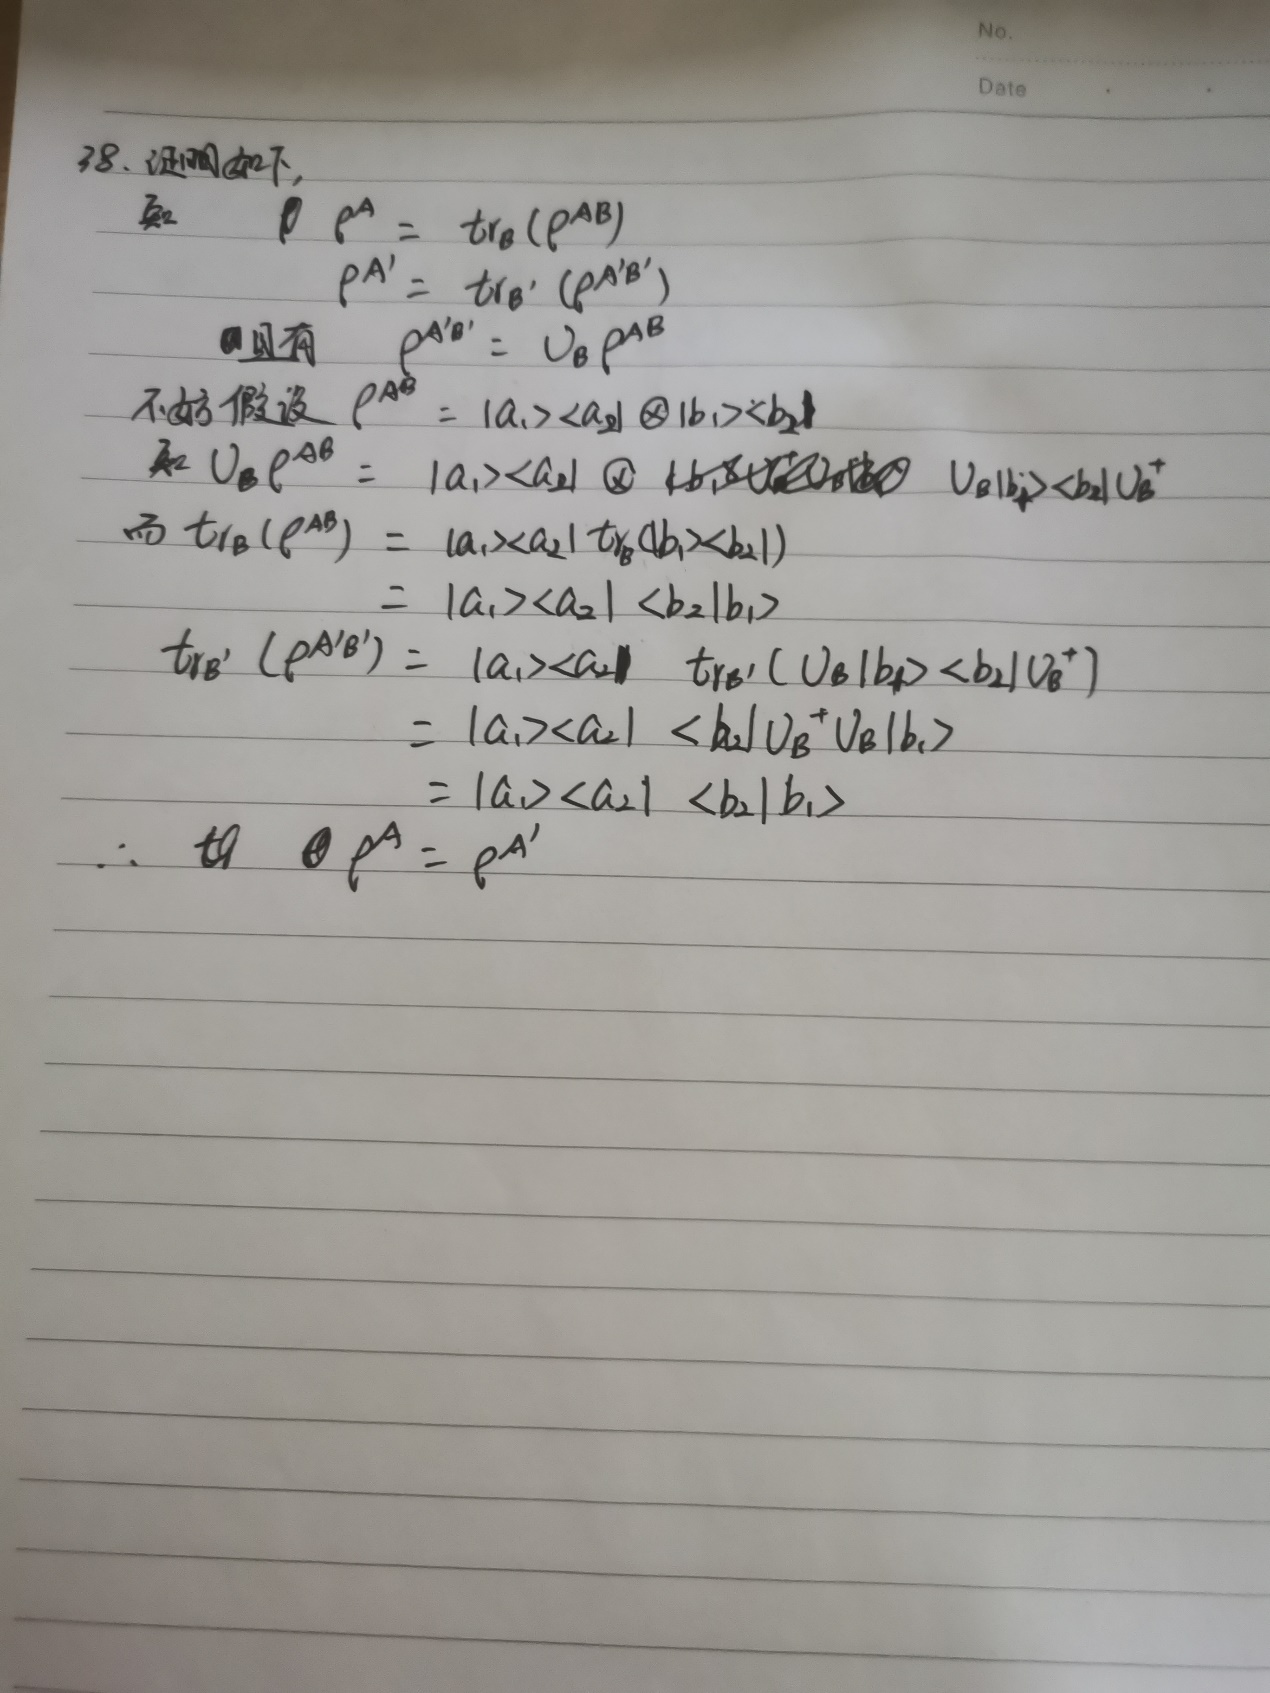 No.
Date
38. 证明如下,
知 ρ^A = tr_B(ρ^{AB})
ρ^{A'} = tr_{B'}(ρ^{A'B'})
且有 ρ^{A'B'} = U_B ρ^{AB}
不妨假设 ρ^{AB} = |a_1><a_2| ⊗ |b_1><b_2|
知 U_B ρ^{AB} = |a_1><a_2| ⊗ U_B|b_1><b_2|U_B^+
而 tr_B(ρ^{AB}) = |a_1><a_2| tr_B(|b_1><b_2|)
= |a_1><a_2| <b_2|b_1>
tr_{B'}(ρ^{A'B'}) = |a_1><a_2| tr_{B'}(U_B|b_1><b_2|U_B^+)
= |a_1><a_2| <b_2|U_B^+ U_B|b_1>
= |a_1><a_2| <b_2|b_1>
∴ ρ^A = ρ^{A'}